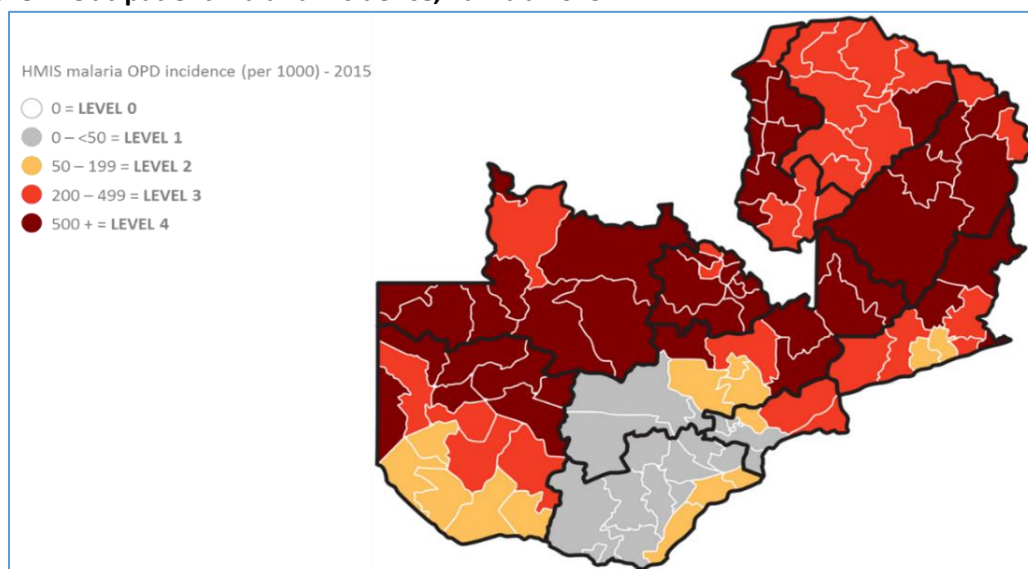 HMIS malaria OPD incidence (per 1000) - 2015
0 = LEVEL 0
0 – <50 = LEVEL 1
50 – 199 = LEVEL 2
200 – 499 = LEVEL 3
500 + = LEVEL 4